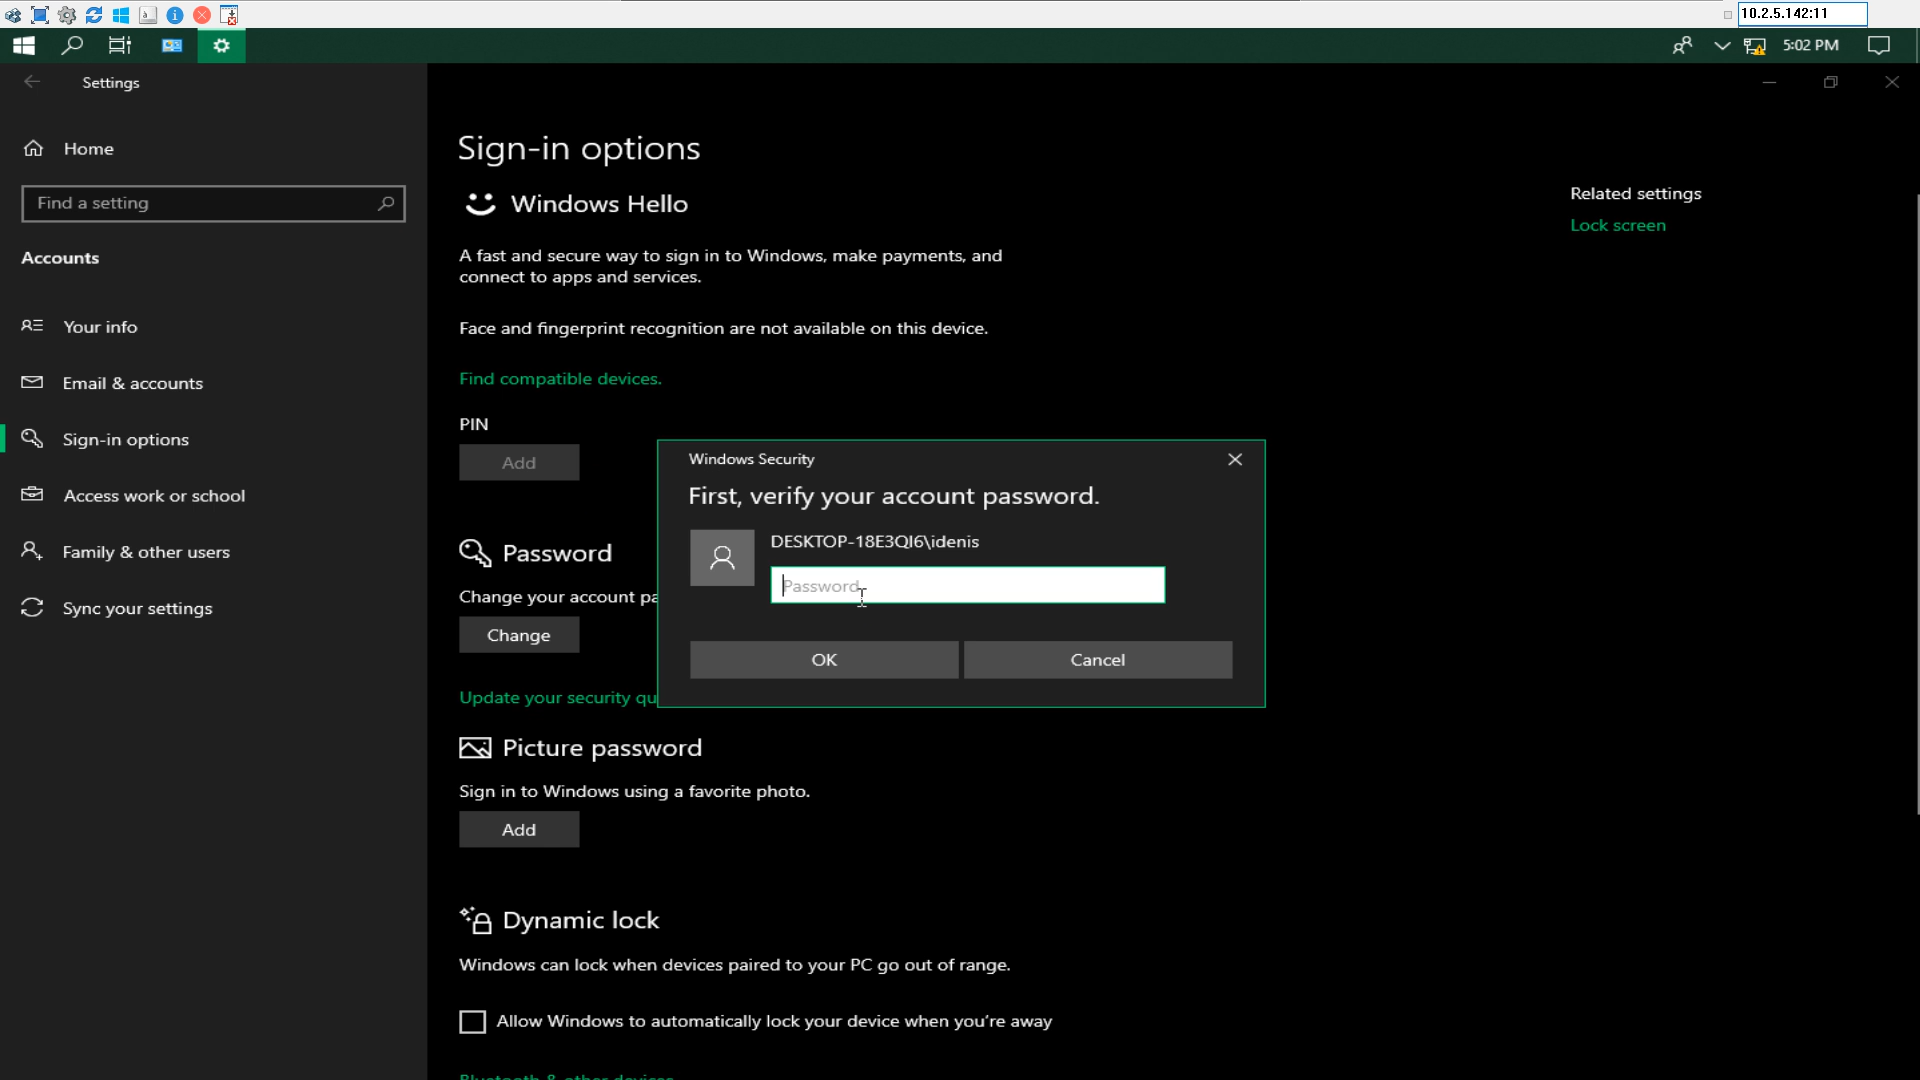 10.2.5.142:11
5:02 PM
Settings
Home
Find a setting
Accounts
Your info
Email & accounts
Sign-in options
Access work or school
Family & other users
Sync your settings
Sign-in options
Windows Hello
A fast and secure way to sign in to Windows, make payments, and
connect to apps and services.
Face and fingerprint recognition are not available on this device.
Find compatible devices.
PIN
Add
Password
Change your account pa
Change
Update your security qu
Picture password
Sign in to Windows using a favorite photo.
Add
Dynamic lock
Windows can lock when devices paired to your PC go out of range.
Allow Windows to automatically lock your device when you're away
Bluetooth & other devices
Windows Security
First, verify your account password.
DESKTOP-18E3QI6\idenis
Password
OK
Cancel
Related settings
Lock screen